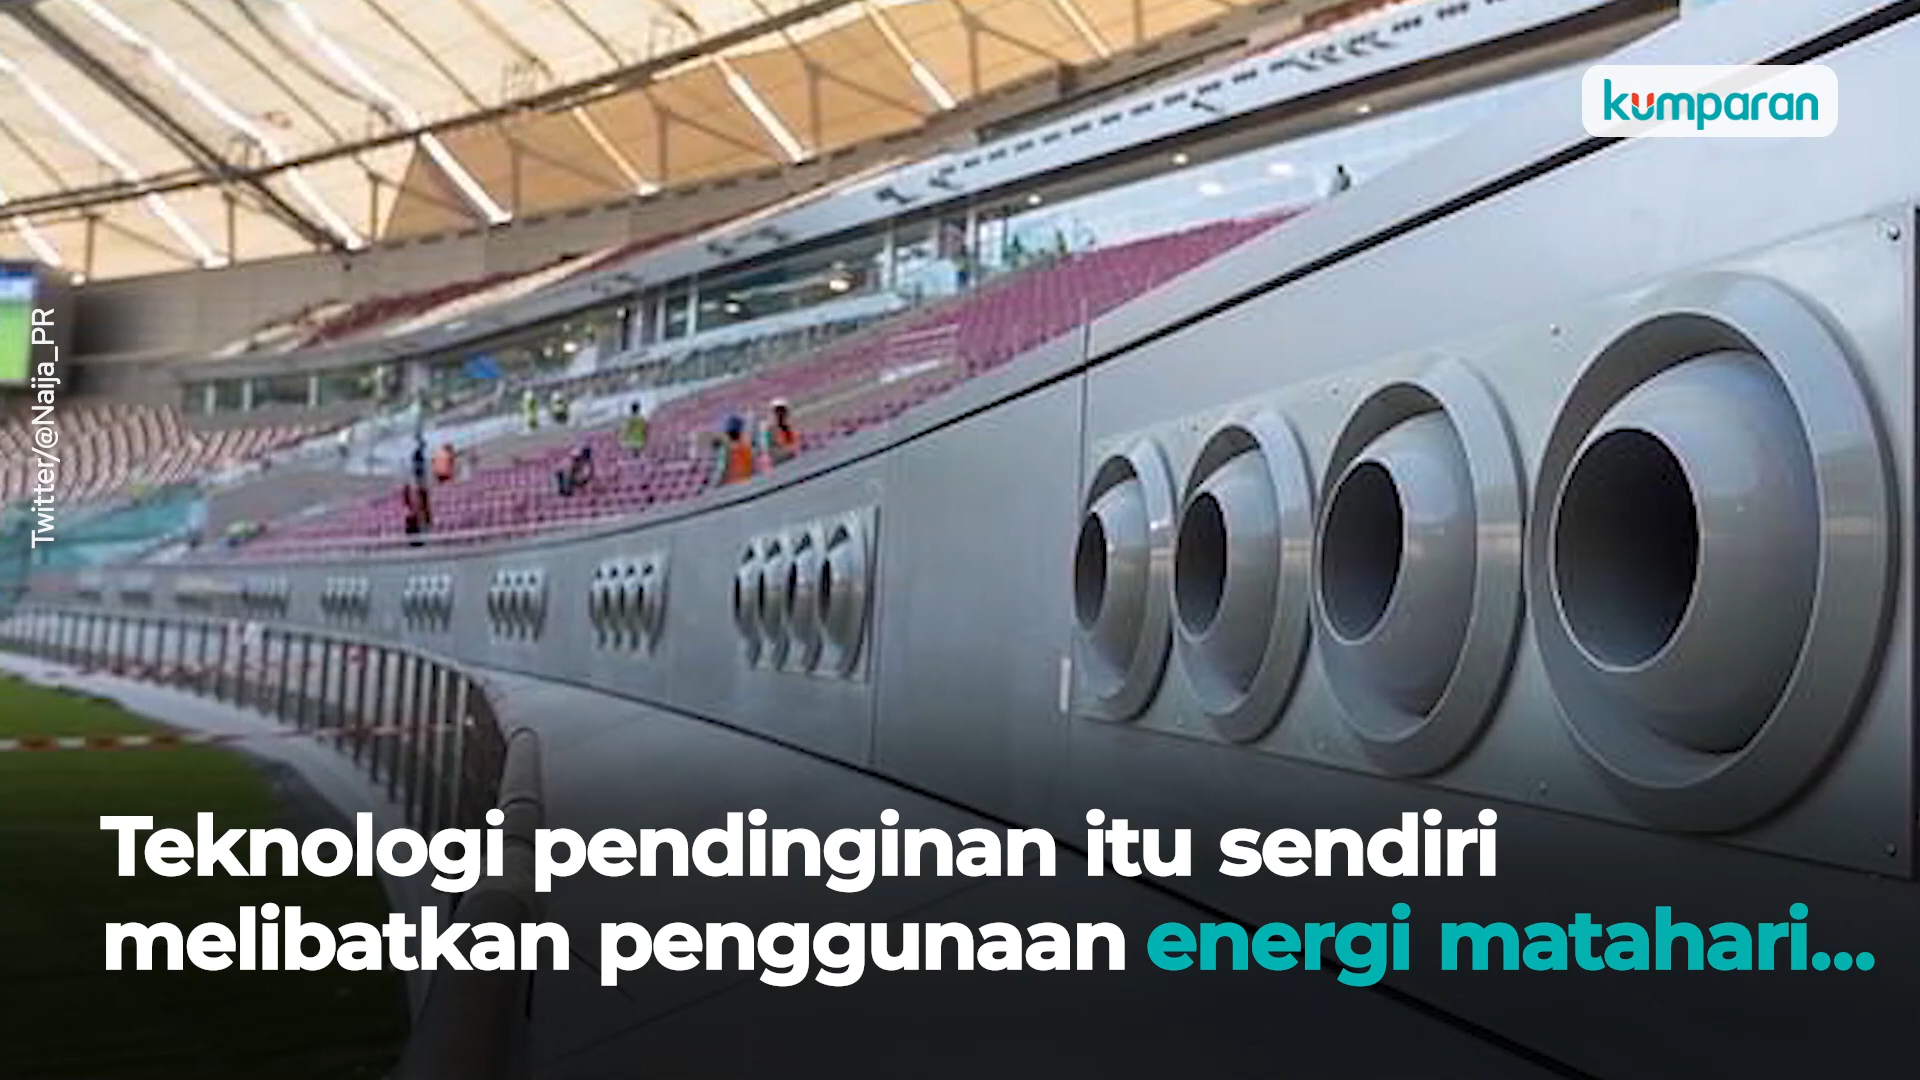 kumparan
Twitter/@Naija_PR
Teknologi pendinginan itu sendiri
melibatkan penggunaan energi matahari...